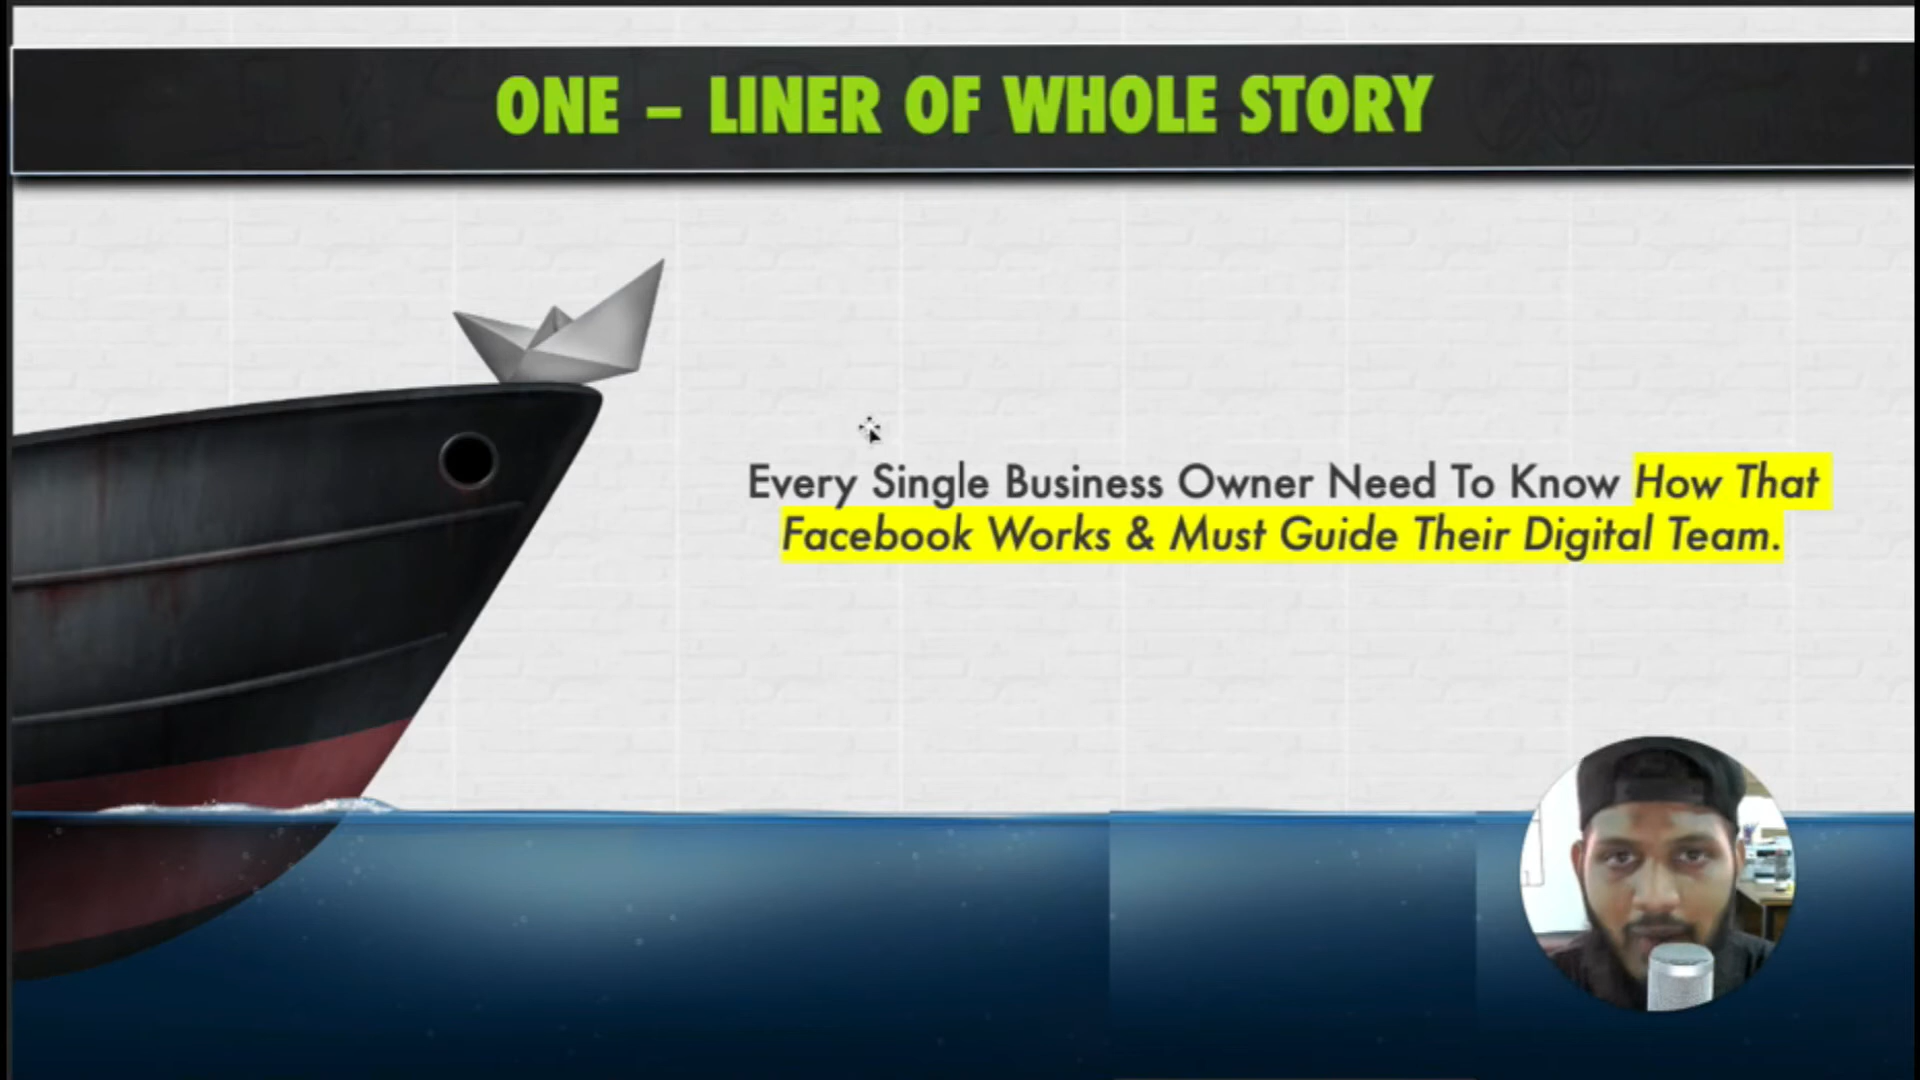 ONE – LINER OF WHOLE STORY
Every Single Business Owner Need To Know How That
Facebook Works & Must Guide Their Digital Team.